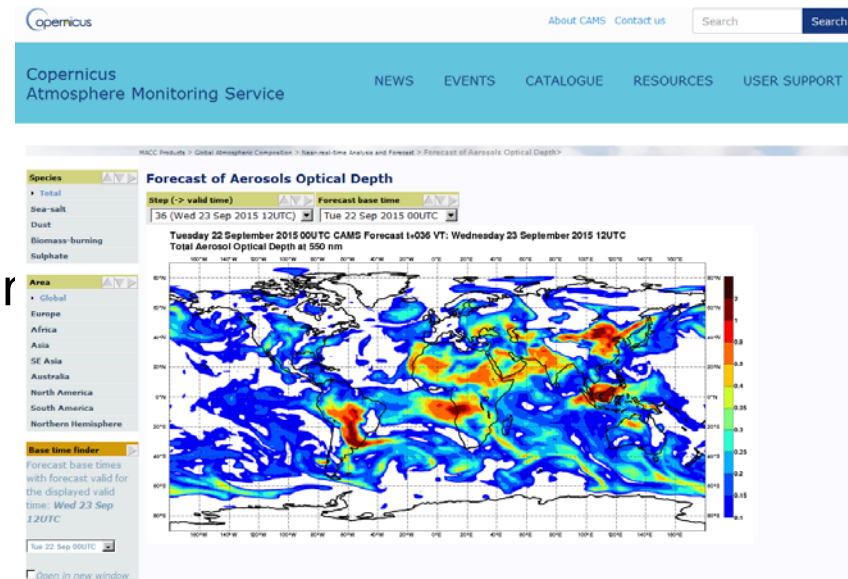 Copernicus
About CAMS Contact us Search Search
Copernicus
Atmosphere Monitoring Service
NEWS EVENTS CATALOGUE RESOURCES USER SUPPORT
MACC Products > Global Atmospheric Composition > Near-real-time Analysis and Forecast > Forecast of Aerosols Optical Depth>
Species
Total
Sea-salt
Dust
Biomass-burning
Sulphate
Area
Global
Europe
Africa
Asia
SE Asia
Australia
North America
South America
Northern Hemisphere
Base time finder
Forecast base times
with forecast valid for
the displayed valid
time: Wed 23 Sep
12UTC
Tue 22 Sep 00UTC
Open in new window
r
Forecast of Aerosols Optical Depth
Step (-> valid time) Forecast base time
36 (Wed 23 Sep 2015 12UTC) Tue 22 Sep 2015 00UTC
Tuesday 22 September 2015 00UTC CAMS Forecast t+036 VT: Wednesday 23 September 2015 12UTC
Total Aerosol Optical Depth at 550 nm